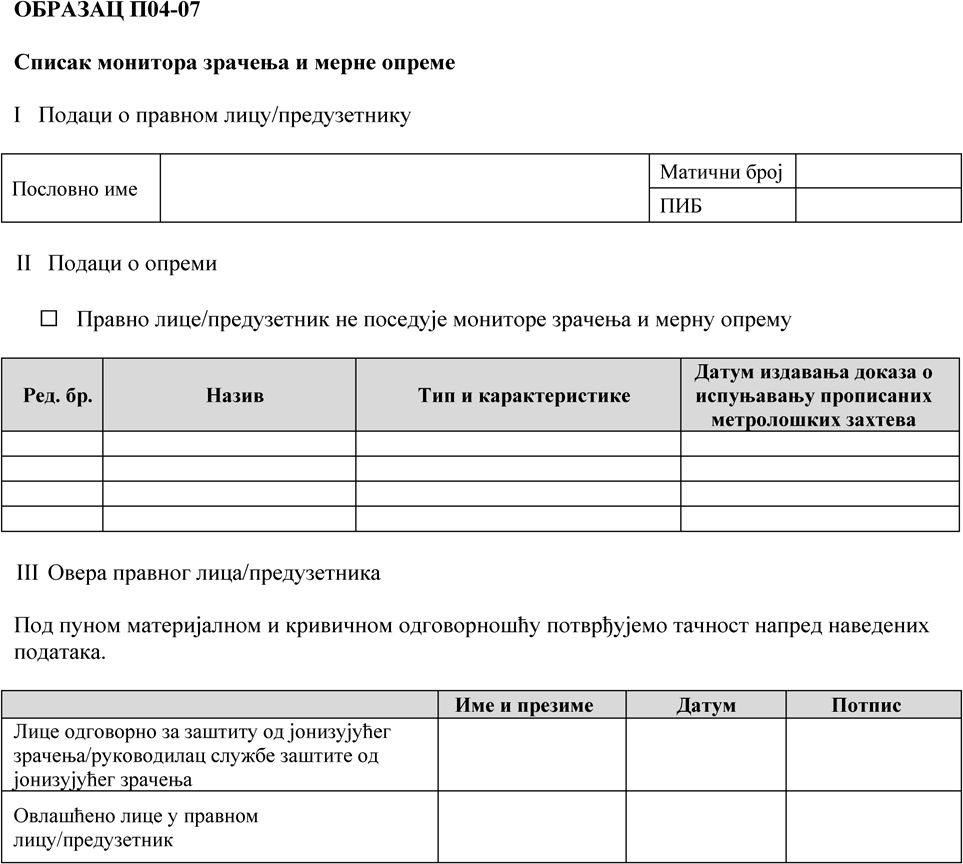 ОБРАЗАЦ П04-07
Списак монитора зрачења и мерне опреме
I Подаци о правном лицу/предузетнику
Пословно име
Матични број
ПИБ
II Подаци о опреми
☐ Правно лице/предузетник не поседује мониторе зрачења и мерну опрему
Ред. бр.
Назив
Тип и карактеристике
Датум издавања доказа о
испуњавању прописаних
метролошких захтева
III Овера правног лица/предузетника
Под пуном материјалном и кривичном одговорношћу потврђујемо тачност напред наведених
података.
Име и презиме
Датум
Потпис
Лице одговорно за заштиту од јонизујућег
зрачења/руководилац службе заштите од
јонизујућег зрачења
Овлашћено лице у правном
лицу/предузетник